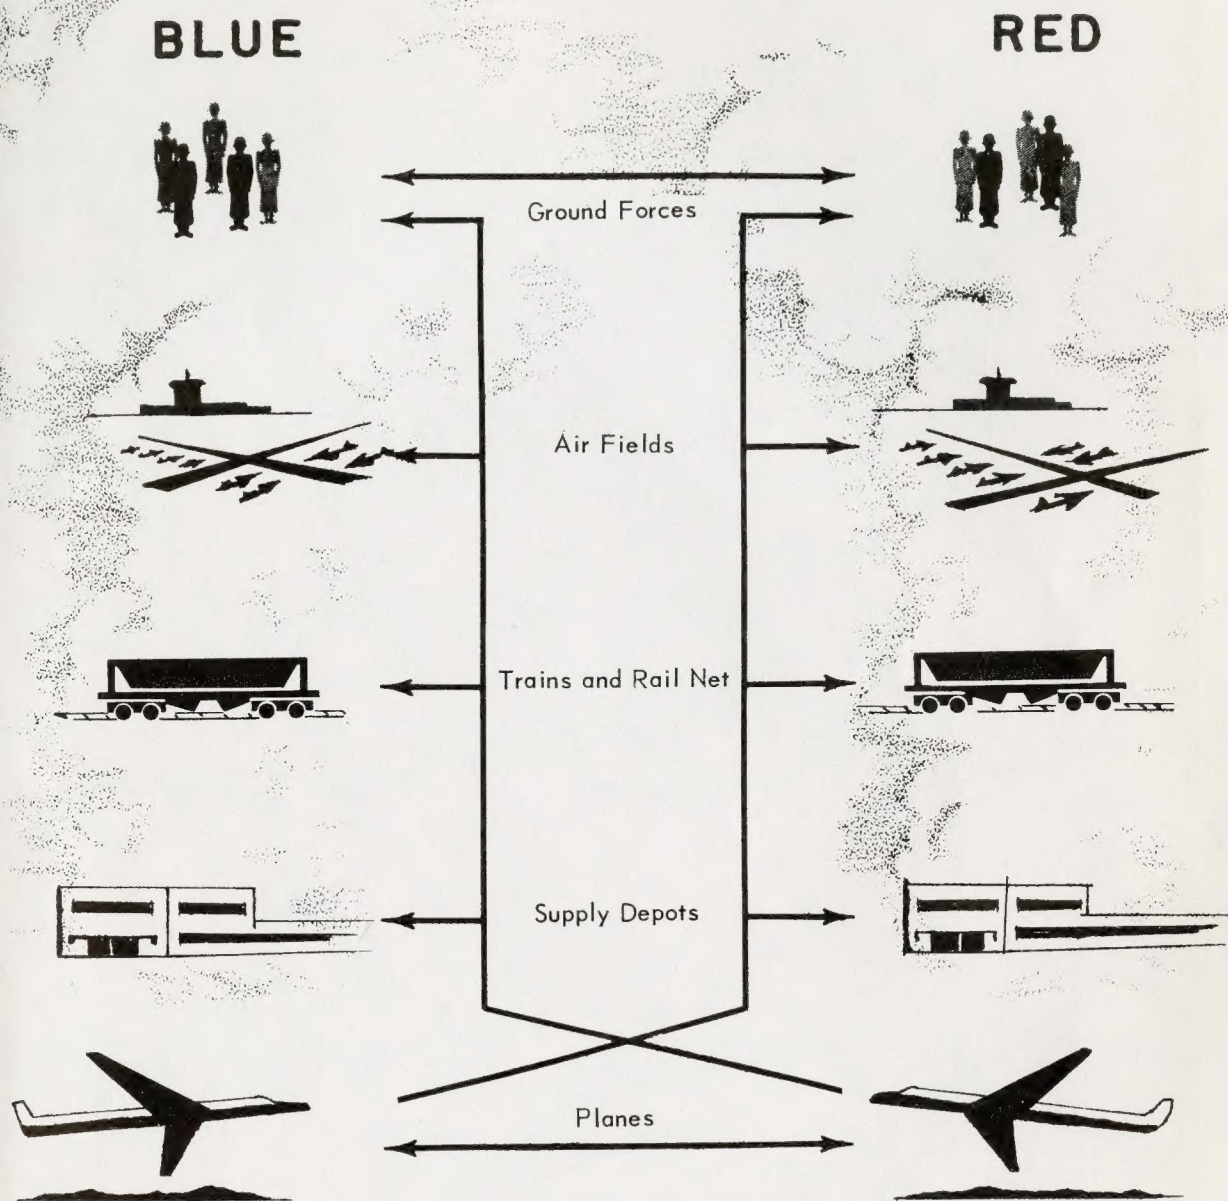 BLUE
RED
Ground Forces
Air Fields
Trains and Rail Net
Supply Depots
Planes